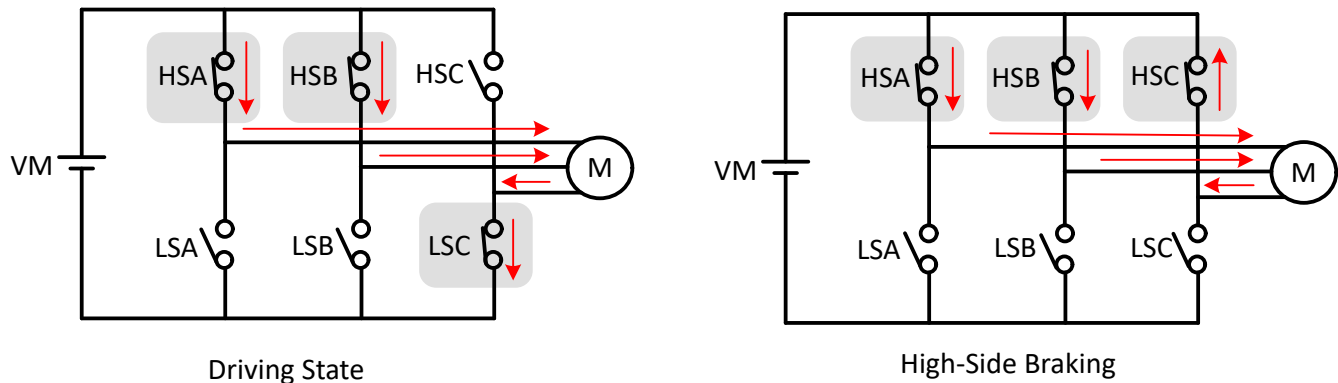 HSA
HSB
HSC
VM
M
LSA
LSB
LSC
Driving State
HSA
HSB
HSC
VM
M
LSA
LSB
LSC
High-Side Braking